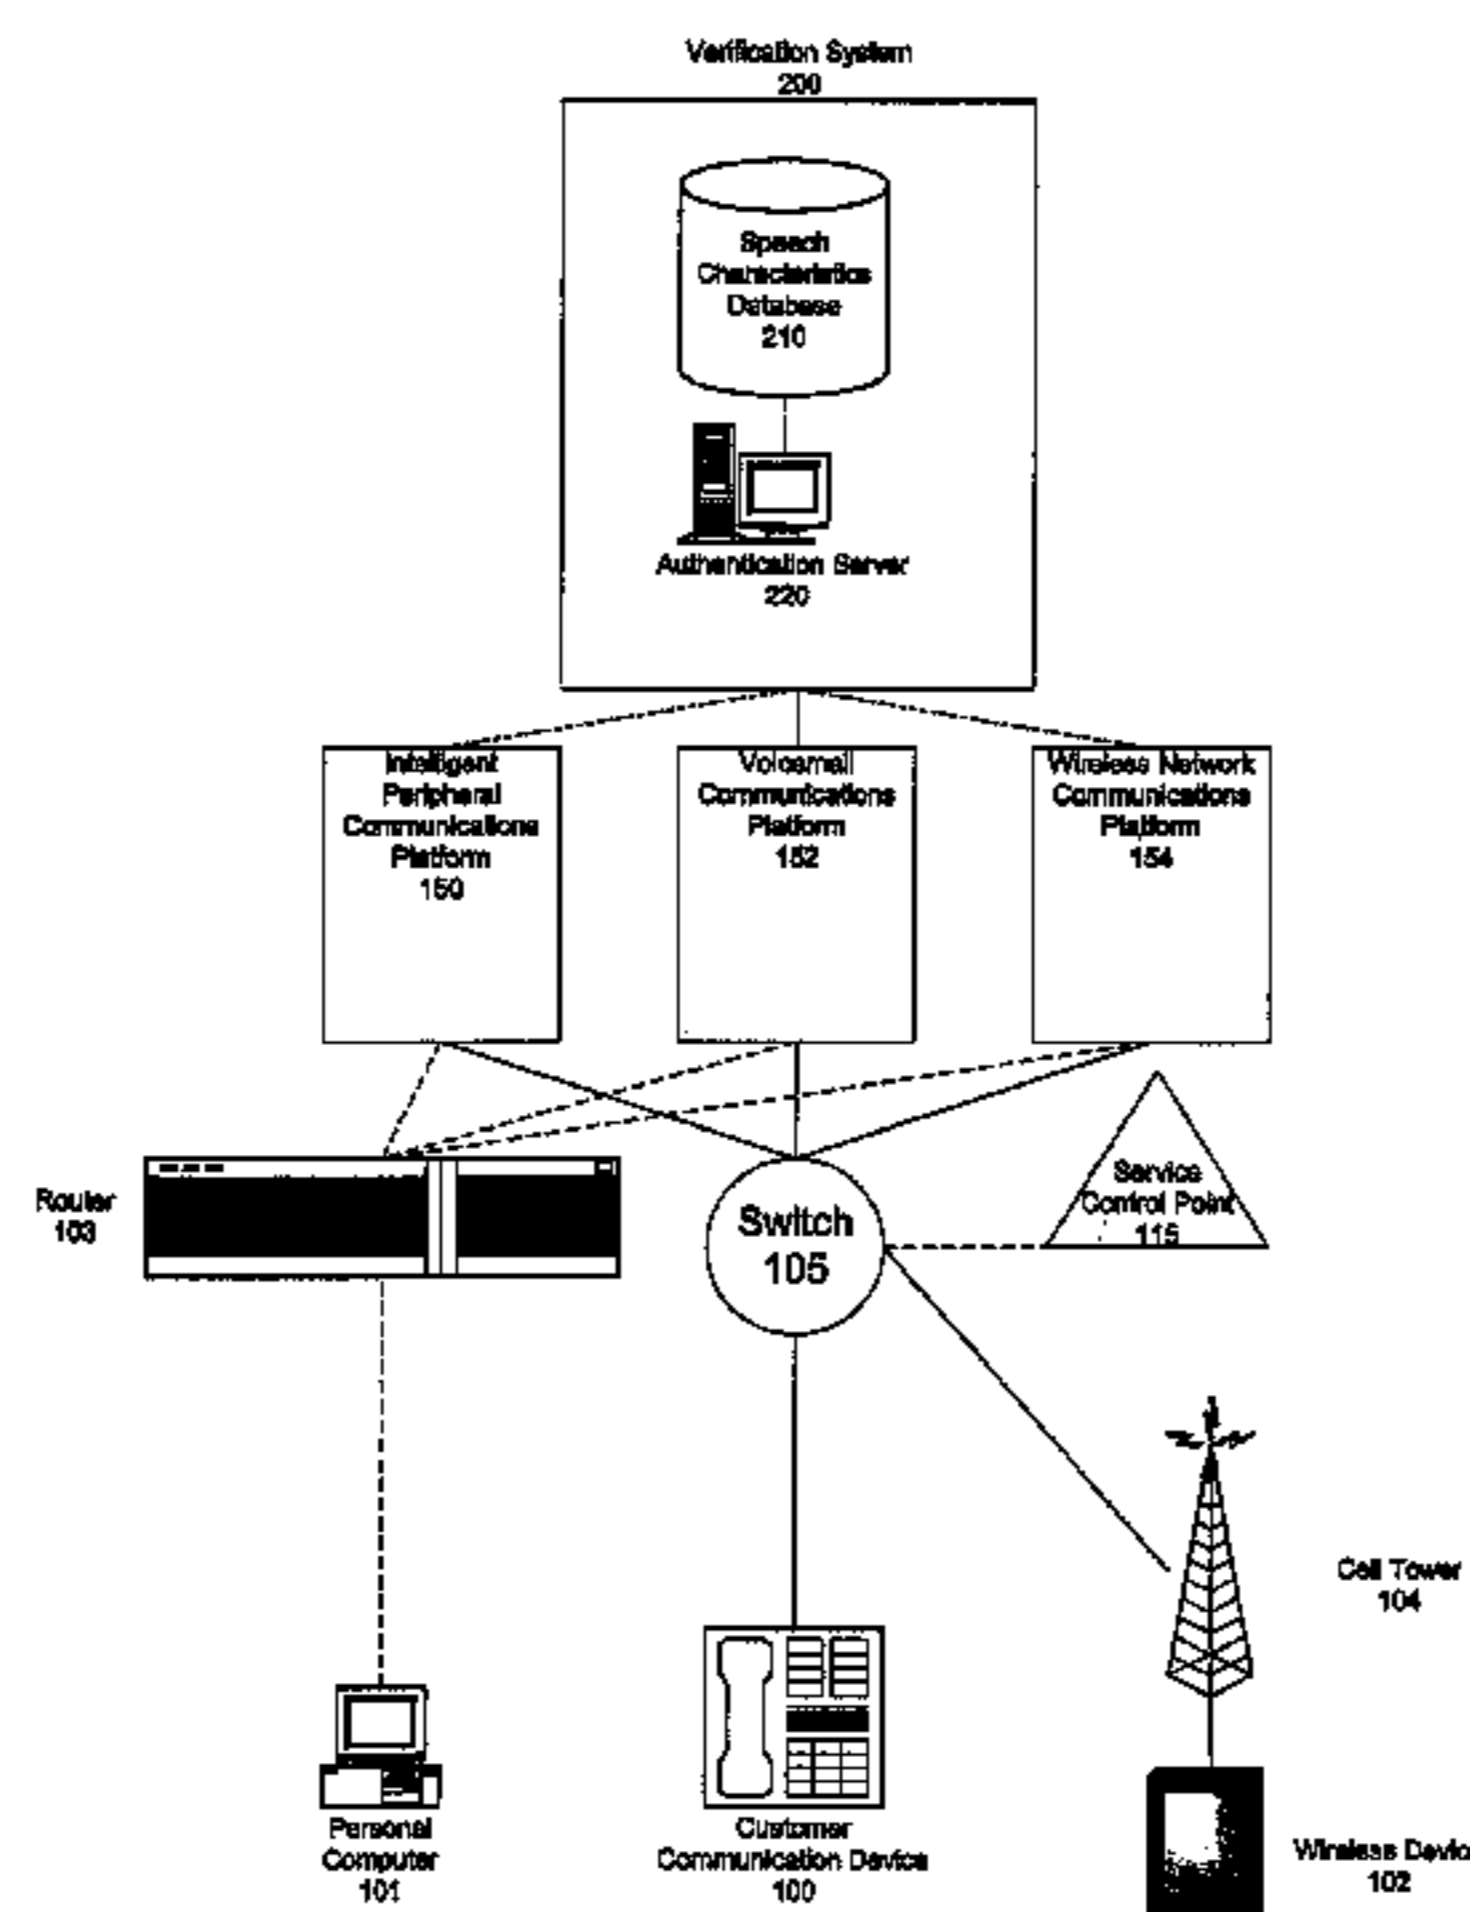 Verification System
200
Speech
Characteristics
Database
210
Authentication Server
220
Intelligent
Peripheral
Communications
Platform
150
Voicemail
Communications
Platform
152
Wireless Network
Communications
Platform
154
Router
103
Switch
105
Service
Control Point
115
Cell Tower
104
Personal
Computer
101
Customer
Communication Device
100
Wireless Devic
102